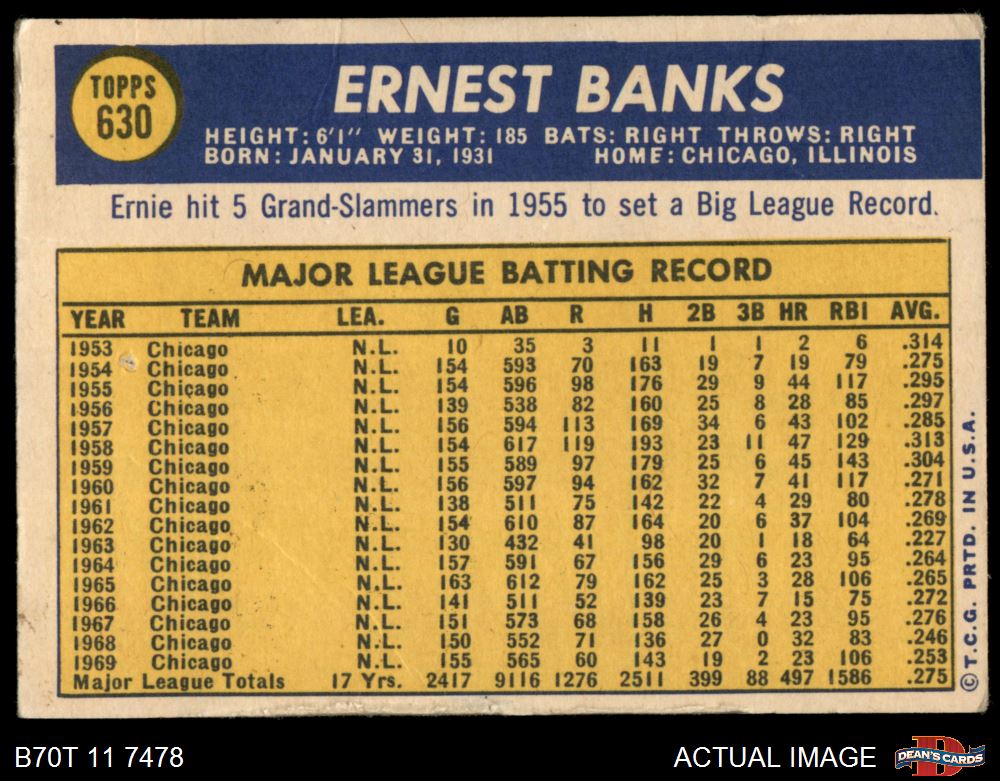 TOPPS
630
ERNEST BANKS
HEIGHT: 6'1" WEIGHT: 185 BATS: RIGHT THROWS: RIGHT
BORN: JANUARY 31, 1931 HOME: CHICAGO, ILLINOIS
Ernie hit 5 Grand-Slammers in 1955 to set a Big League Record.
MAJOR LEAGUE BATTING RECORD
YEAR TEAM LEA. G AB R H 2B 3B HR RBI AVG.
1953 Chicago N.L. 10 35 3 11 1 1 2 6 .314
1954 Chicago N.L. 154 593 70 163 19 7 19 79 .275
1955 Chicago N.L. 154 596 98 176 29 9 44 117 .295
1956 Chicago N.L. 139 538 82 160 25 8 28 85 .297
1957 Chicago N.L. 156 594 113 169 34 6 43 102 .285
1958 Chicago N.L. 154 617 119 193 23 11 47 129 .313
1959 Chicago N.L. 155 589 97 179 25 6 45 143 .304
1960 Chicago N.L. 156 597 94 162 32 7 41 117 .271
1961 Chicago N.L. 138 511 75 142 22 4 29 80 .278
1962 Chicago N.L. 154 610 87 164 20 6 37 104 .269
1963 Chicago N.L. 130 432 41 98 20 1 18 64 .227
1964 Chicago N.L. 157 591 67 156 29 6 23 95 .264
1965 Chicago N.L. 163 612 79 162 25 3 28 106 .265
1966 Chicago N.L. 141 511 52 139 23 7 15 75 .272
1967 Chicago N.L. 151 573 68 158 26 4 23 95 .276
1968 Chicago N.L. 150 552 71 136 27 0 32 83 .246
1969 Chicago N.L. 155 565 60 143 19 2 23 106 .253
Major League Totals 17 Yrs. 2417 9116 1276 2511 399 88 497 1586 .275
© T.C.G. PRTD. IN U.S.A.
B70T 11 7478
ACTUAL IMAGE
D
DEAN'S CARDS